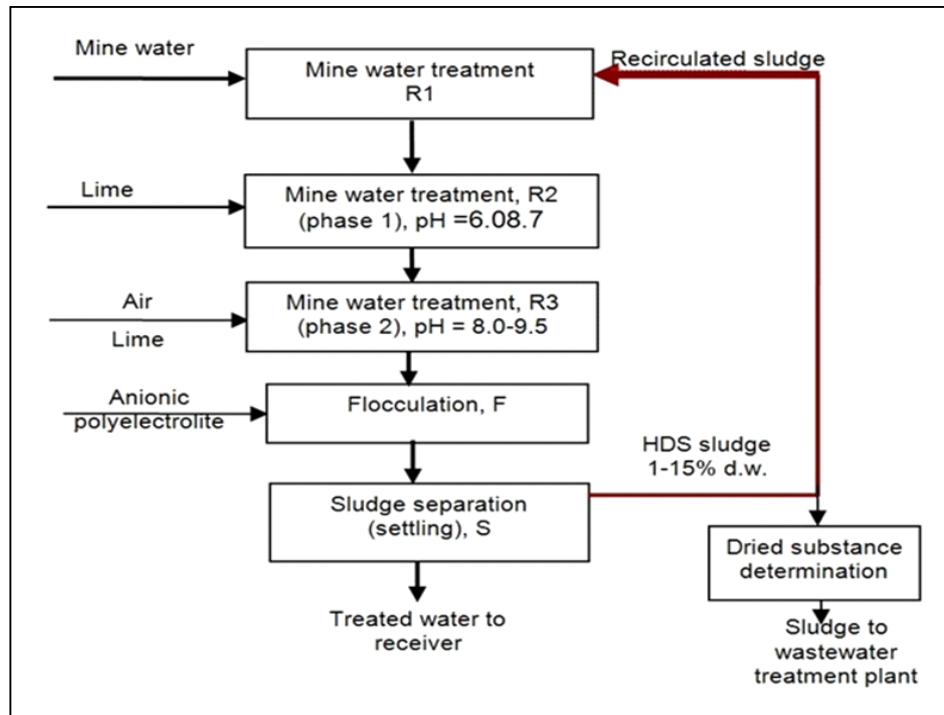 Mine water
Mine water treatment
R1
Recirculated sludge
Lime
Mine water treatment, R2
(phase 1), pH =6.08.7
Air
Lime
Mine water treatment, R3
(phase 2), pH = 8.0-9.5
Anionic
polyelectrolite
Flocculation, F
HDS sludge
1-15% d.w.
Sludge separation
(settling), S
Dried substance
determination
Treated water to
receiver
Sludge to
wastewater
treatment plant